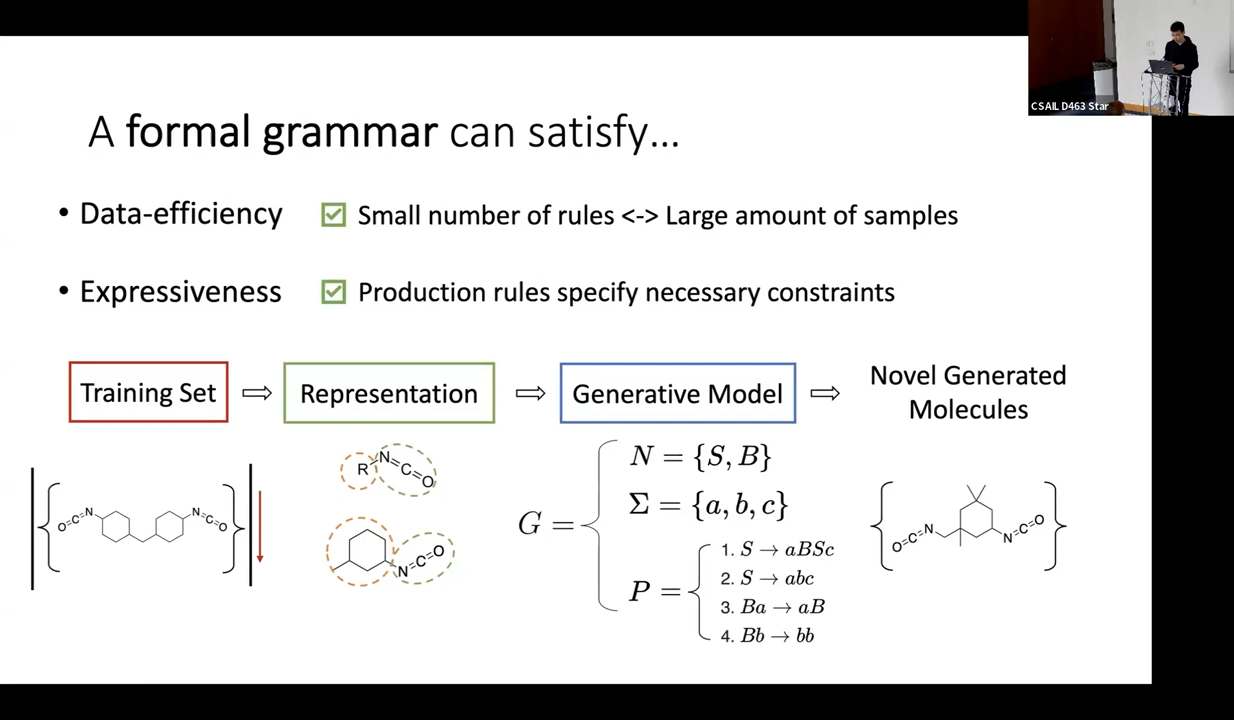 CSAIL D463 Star
A formal grammar can satisfy...
• Data-efficiency ☑ Small number of rules <-> Large amount of samples
• Expressiveness ☑ Production rules specify necessary constraints
Training Set ⇨ Representation ⇨ Generative Model ⇨ Novel Generated
Molecules
O=C=N N=C=O
R N=C=O
N=C=O
G =
N = {S, B}
Σ = {a, b, c}
P =
1. S → aBSc
2. S → abc
3. Ba → aB
4. Bb → bb
O=C=N N=C=O